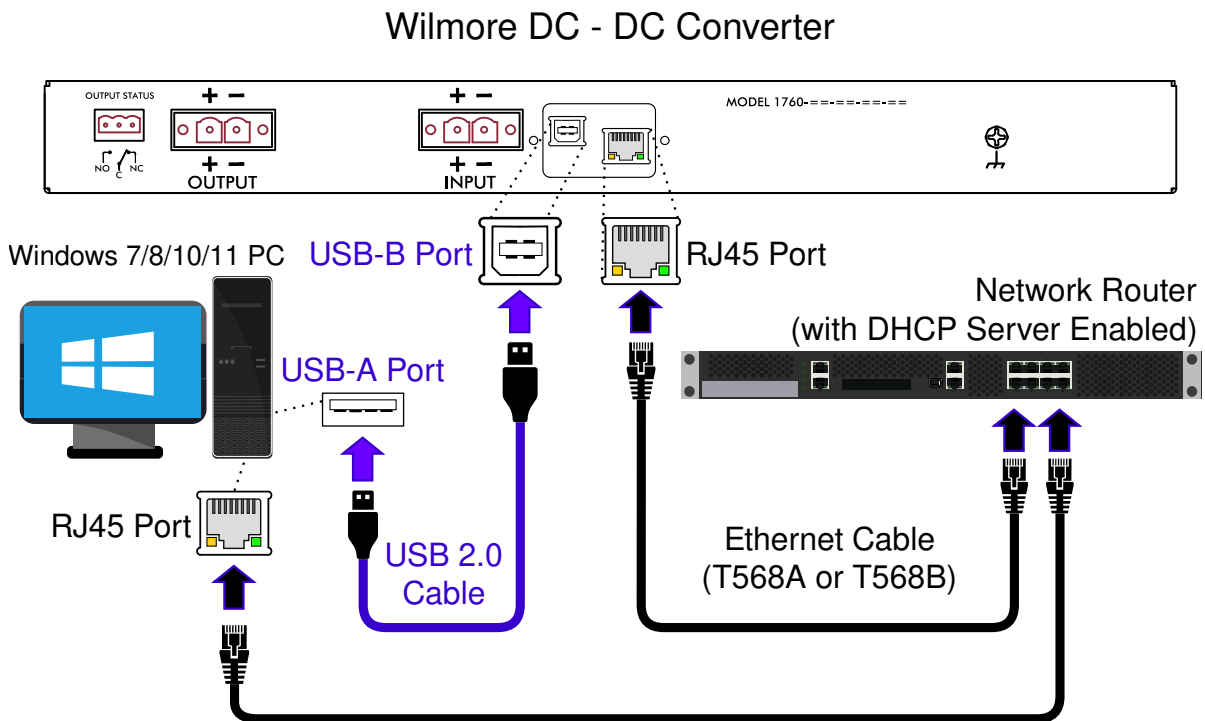 Wilmore DC - DC Converter
OUTPUT STATUS
+ -
+ -
MODEL 1760-==-==-==-==
NO C NC
+ -
OUTPUT
+ -
INPUT
Windows 7/8/10/11 PC
USB-B Port
RJ45 Port
Network Router
(with DHCP Server Enabled)
USB-A Port
RJ45 Port
USB 2.0
Cable
Ethernet Cable
(T568A or T568B)